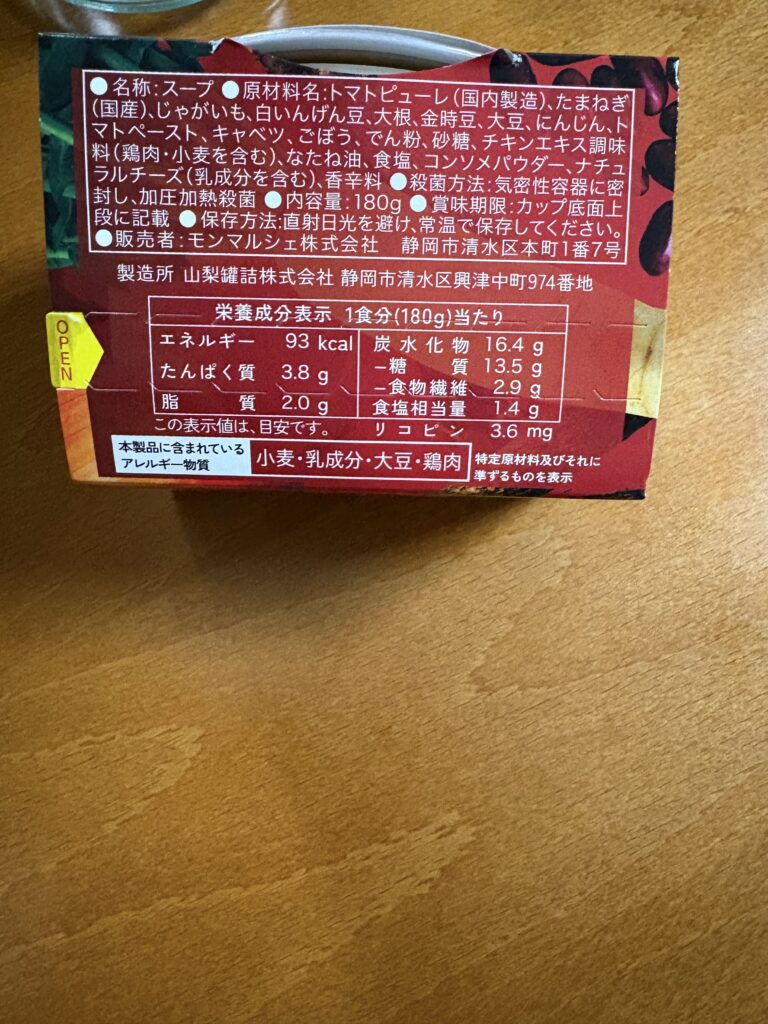 ●名称:スープ ●原材料名:トマトピューレ(国内製造)、たまねぎ
(国産)、じゃがいも、白いんげん豆、大根、金時豆、大豆、にんじん、ト
マトペースト、キャベツ、ごぼう、でん粉、砂糖、チキンエキス調味
料(鶏肉・小麦を含む)、なたね油、食塩、コンソメパウダー、ナチュ
ラルチーズ(乳成分を含む)、香辛料 ●殺菌方法:気密性容器に密
封し、加圧加熱殺菌 ●内容量:180g ●賞味期限:カップ底面上
段に記載 ●保存方法:直射日光を避け、常温で保存してください。
●販売者:モンマルシェ株式会社 静岡市清水区本町1番7号
製造所 山梨罐詰株式会社 静岡市清水区興津中町974番地
OPEN
栄養成分表示 1食分(180g)当たり
エネルギー 93 kcal
たんぱく質 3.8 g
脂質 2.0 g
炭水化物 16.4 g
−糖質 13.5 g
−食物繊維 2.9 g
食塩相当量 1.4 g
この表示値は、目安です。
リコピン 3.6 mg
本製品に含まれている
アレルギー物質
小麦・乳成分・大豆・鶏肉
特定原材料及びそれに
準ずるものを表示